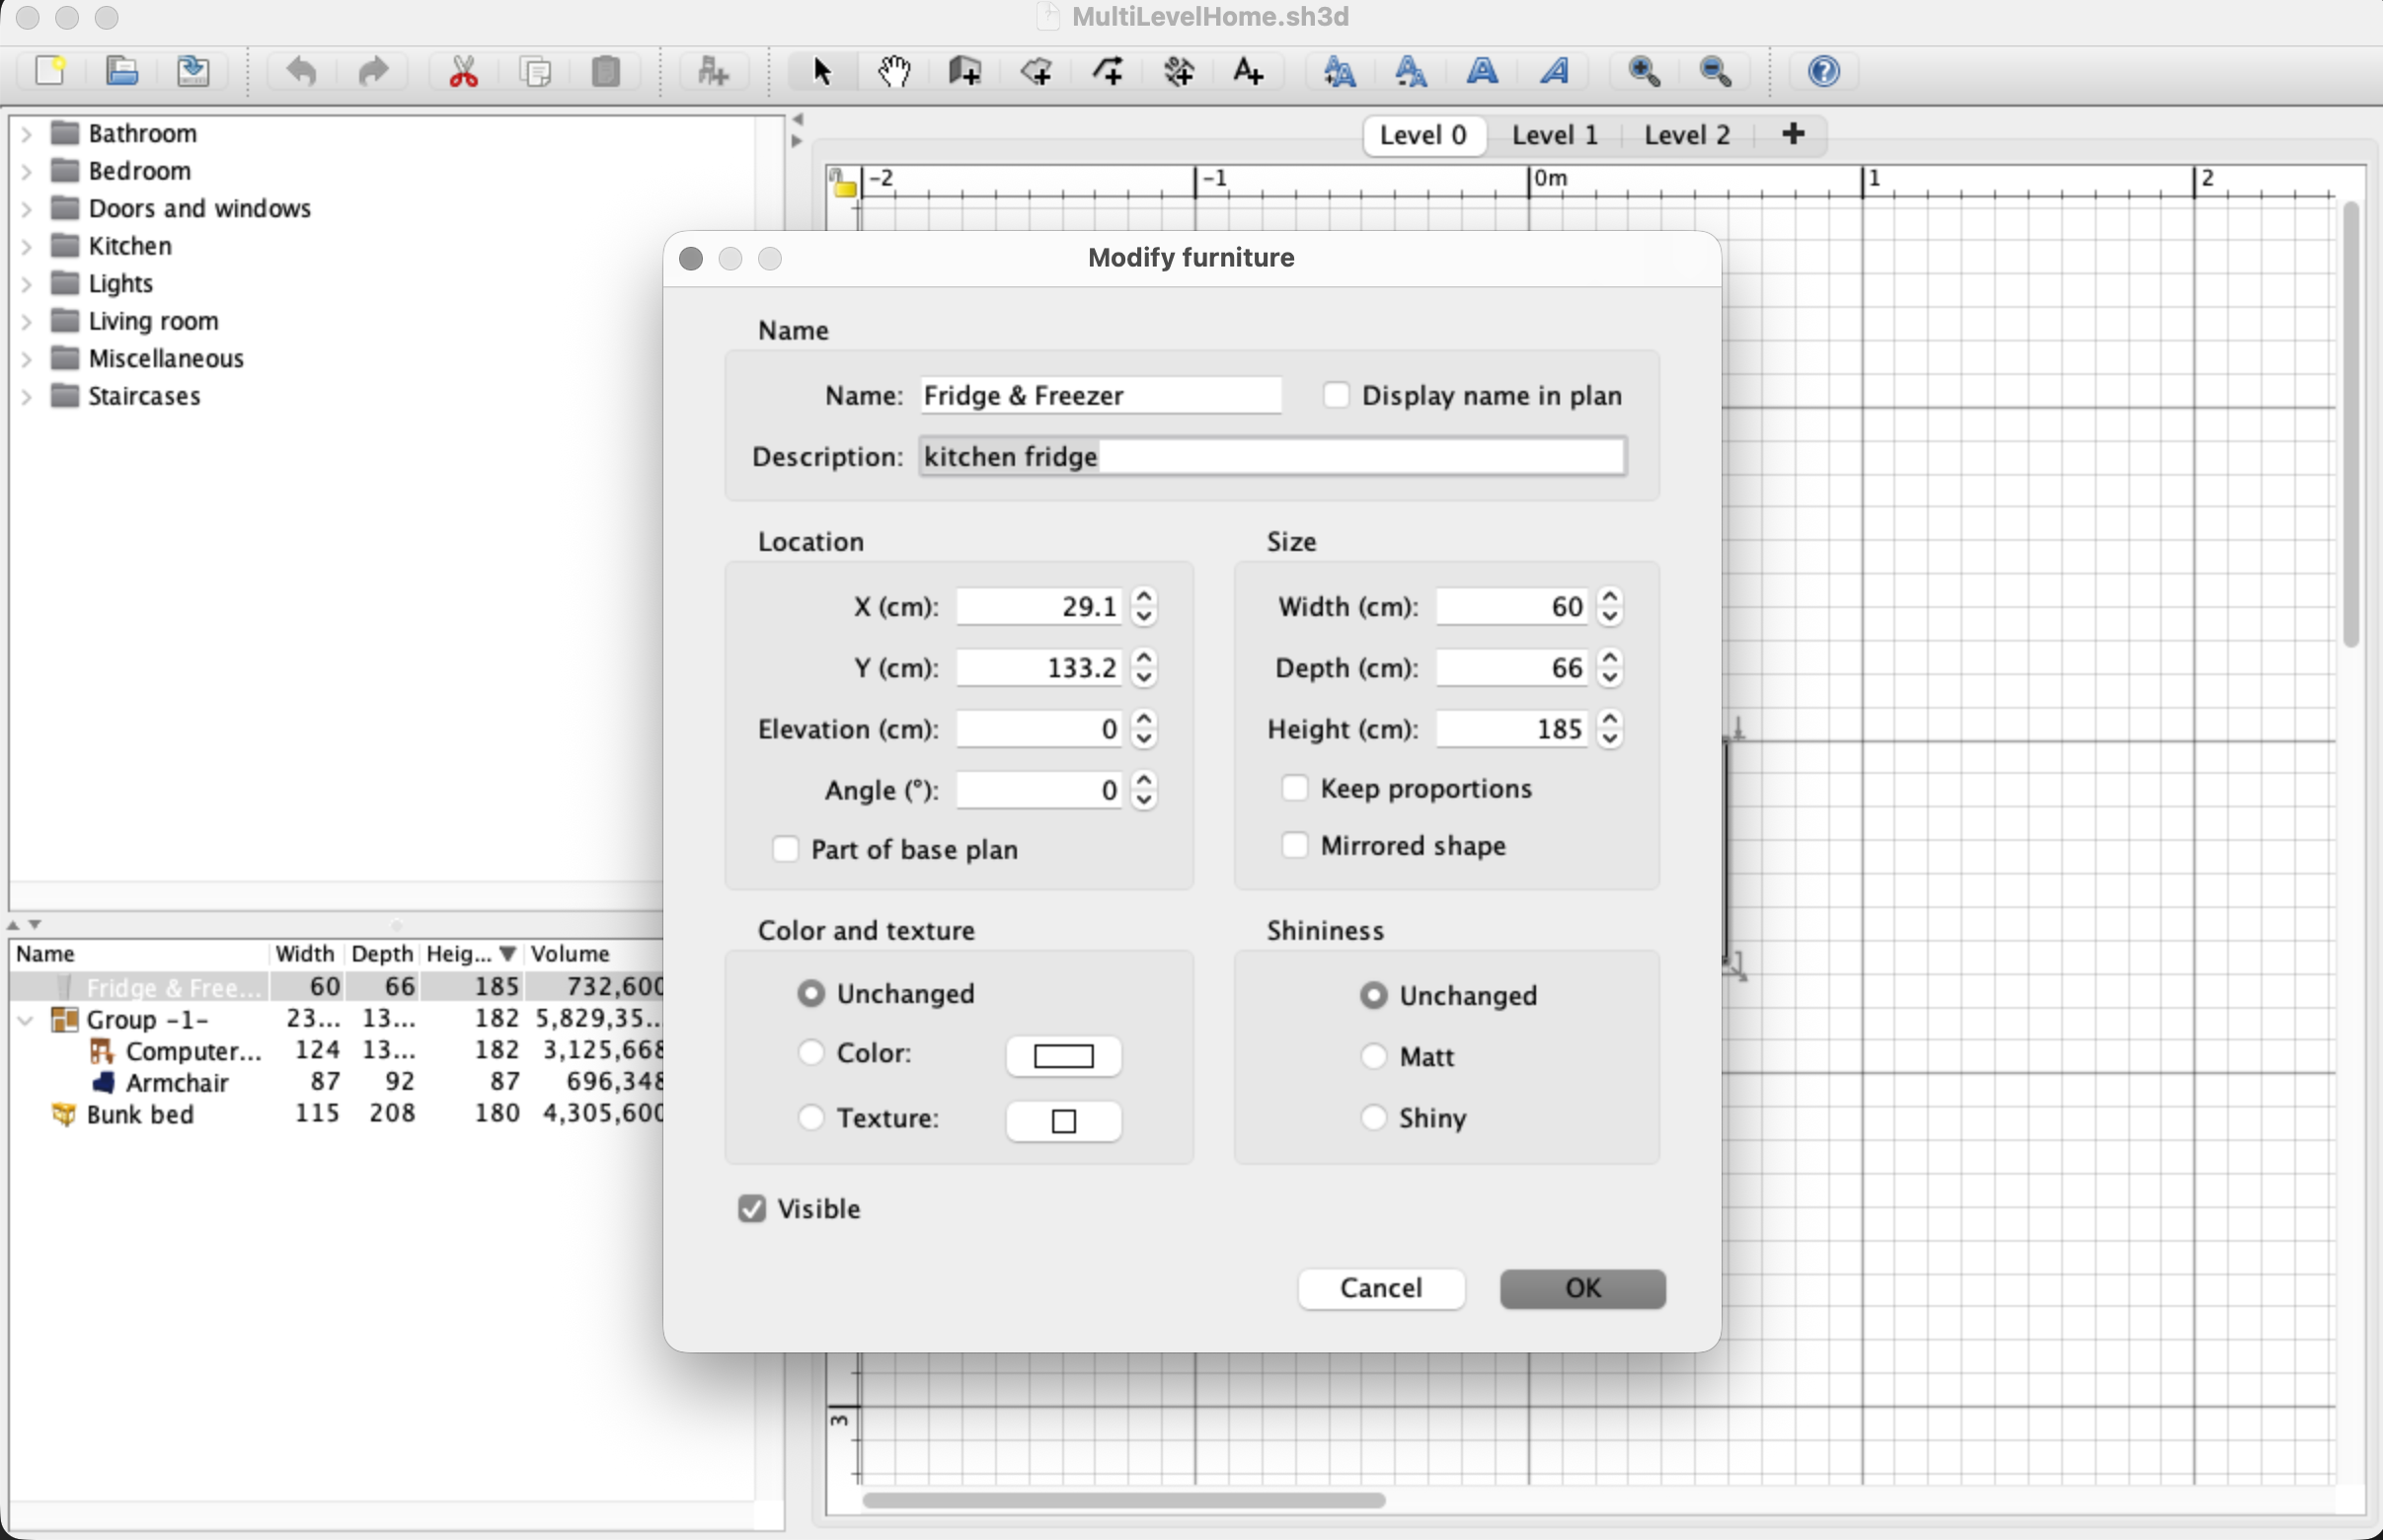 MultiLevelHome.sh3d
Bathroom
Bedroom
Doors and windows
Kitchen
Lights
Living room
Miscellaneous
Staircases
Level 0 Level 1 Level 2 +
-2 -1 0m 1 2
Modify furniture
Name
Name: Fridge & Freezer Display name in plan
Description: kitchen fridge
Location
X (cm): 29.1
Y (cm): 133.2
Elevation (cm): 0
Angle (°): 0
Part of base plan
Size
Width (cm): 60
Depth (cm): 66
Height (cm): 185
Keep proportions
Mirrored shape
Color and texture
Unchanged
Color:
Texture:
Shininess
Unchanged
Matt
Shiny
Visible
Cancel OK
Name Width Depth Heig... Volume
Fridge & Free... 60 66 185 732,600
Group -1- 23... 13... 182 5,829,35...
Computer... 124 13... 182 3,125,668
Armchair 87 92 87 696,348
Bunk bed 115 208 180 4,305,600
3